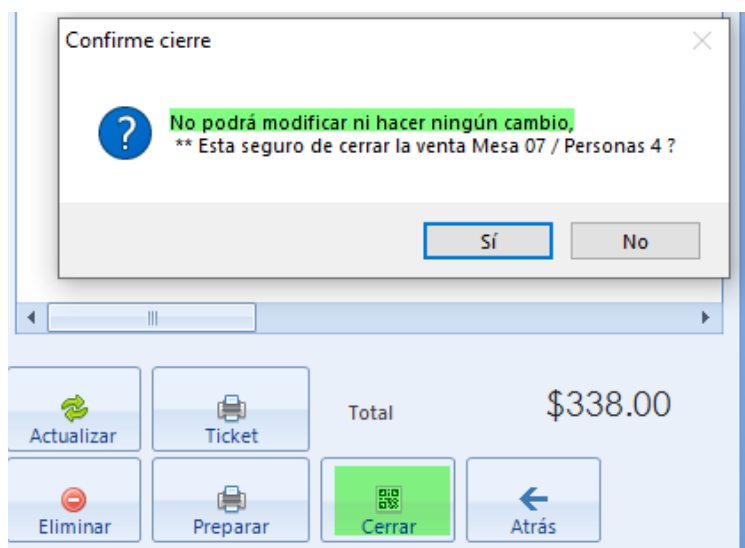 Confirme cierre
No podrá modificar ni hacer ningún cambio,
** Esta seguro de cerrar la venta Mesa 07 / Personas 4 ?
Sí No
Total $338.00
Actualizar Ticket
Eliminar Preparar Cerrar Atrás